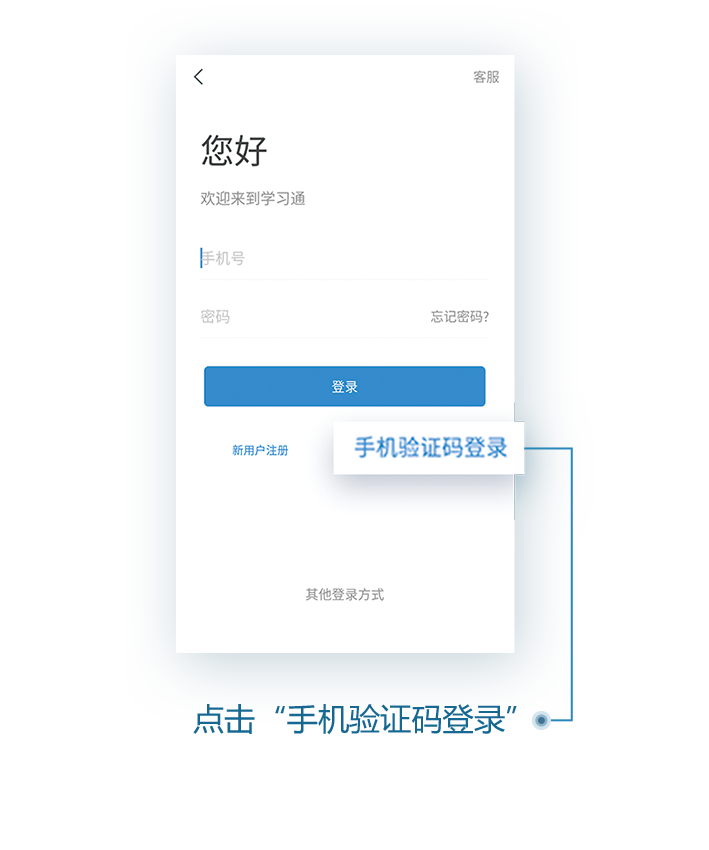 客服
您好
欢迎来到学习通
手机号
密码 忘记密码?
登录
新用户注册 手机验证码登录
其他登录方式
点击“手机验证码登录”